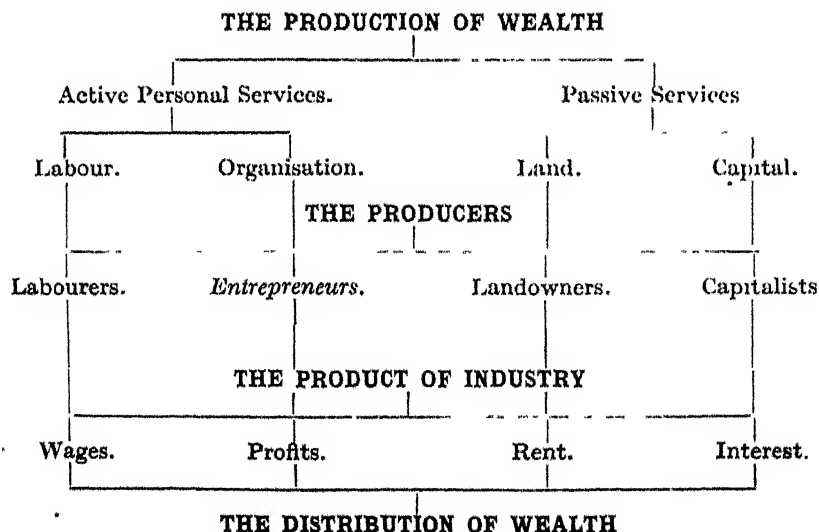 THE PRODUCTION OF WEALTH
Active Personal Services. Passive Services
Labour. Organisation. Land. Capital.
THE PRODUCERS
Labourers. Entrepreneurs. Landowners. Capitalists
THE PRODUCT OF INDUSTRY
Wages. Profits. Rent. Interest.
THE DISTRIBUTION OF WEALTH